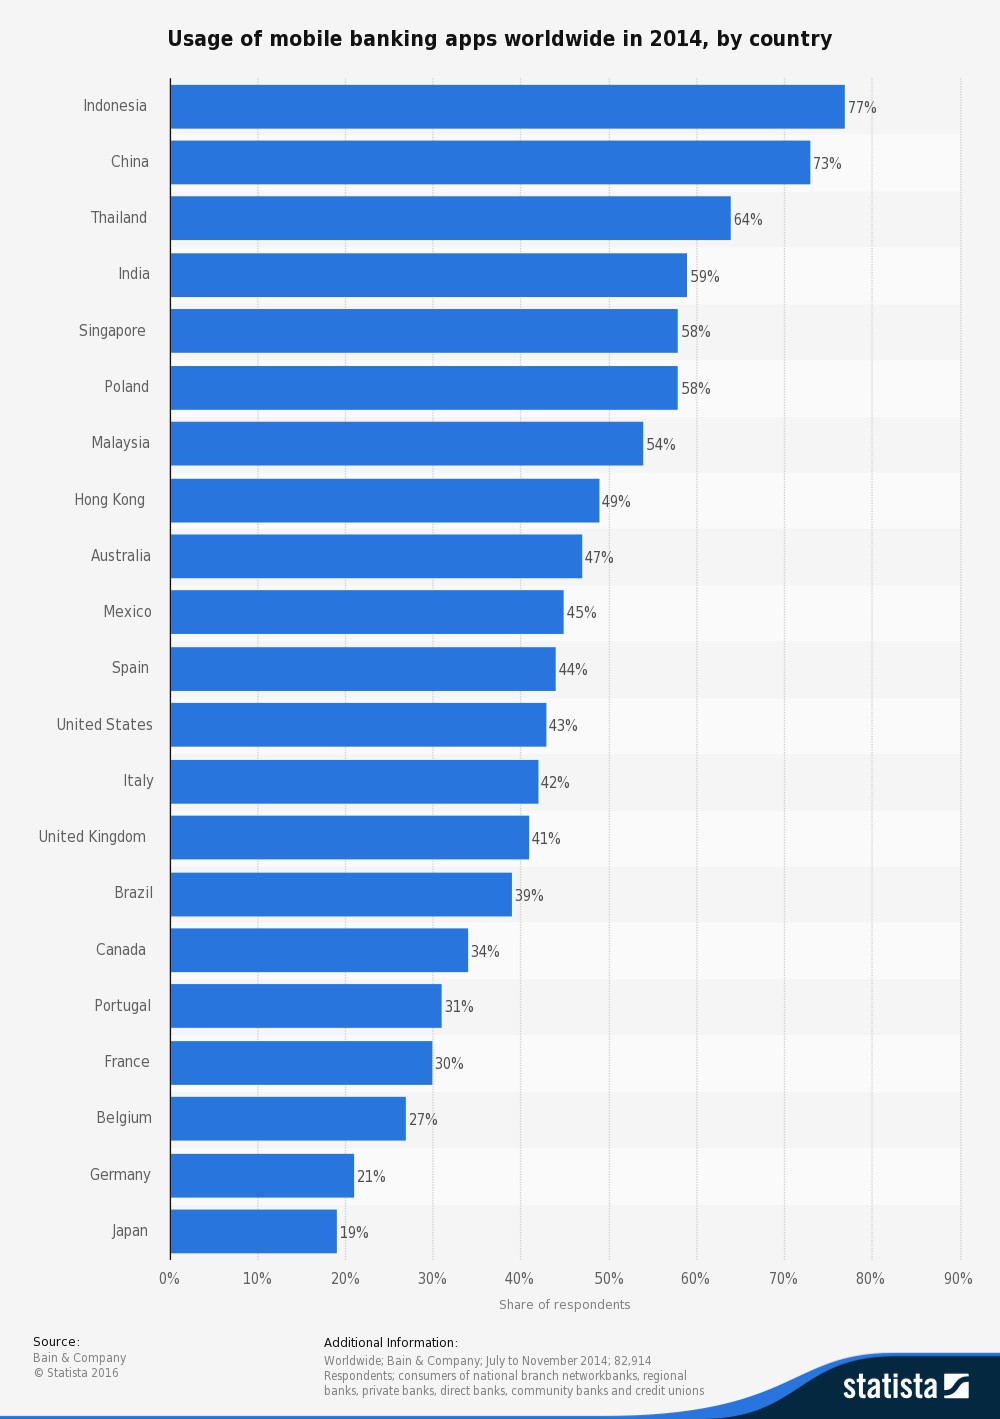 Usage of mobile banking apps worldwide in 2014, by country
Indonesia 77%
China 73%
Thailand 64%
India 59%
Singapore 58%
Poland 58%
Malaysia 54%
Hong Kong 49%
Australia 47%
Mexico 45%
Spain 44%
United States 43%
Italy 42%
United Kingdom 41%
Brazil 39%
Canada 34%
Portugal 31%
France 30%
Belgium 27%
Germany 21%
Japan 19%
0% 10% 20% 30% 40% 50% 60% 70% 80% 90%
Share of respondents
Source:
Bain & Company
© Statista 2016
Additional Information:
Worldwide; Bain & Company; July to November 2014; 82,914
Respondents; consumers of national branch networkbanks, regional
banks, private banks, direct banks, community banks and credit unions
statista